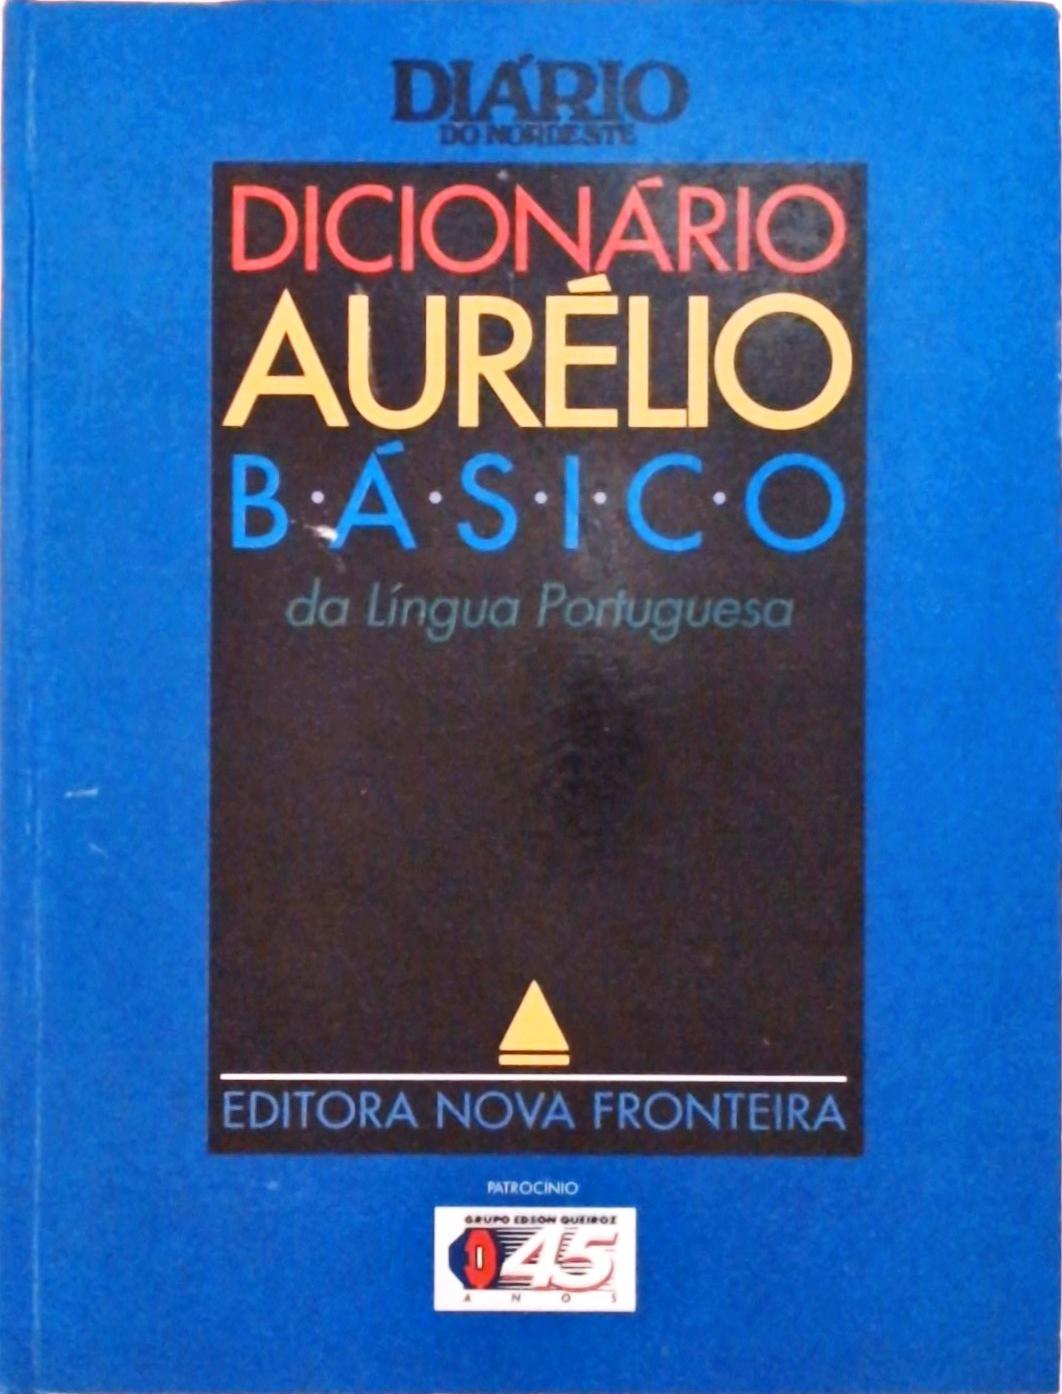 DIÁRIO
DO NORDESTE
DICIONÁRIO
AURÉLIO
B·Á·S·I·C·O
da Língua Portuguesa
EDITORA NOVA FRONTEIRA
PATROCÍNIO
GRUPO EDSON QUEIROZ
45
ANOS